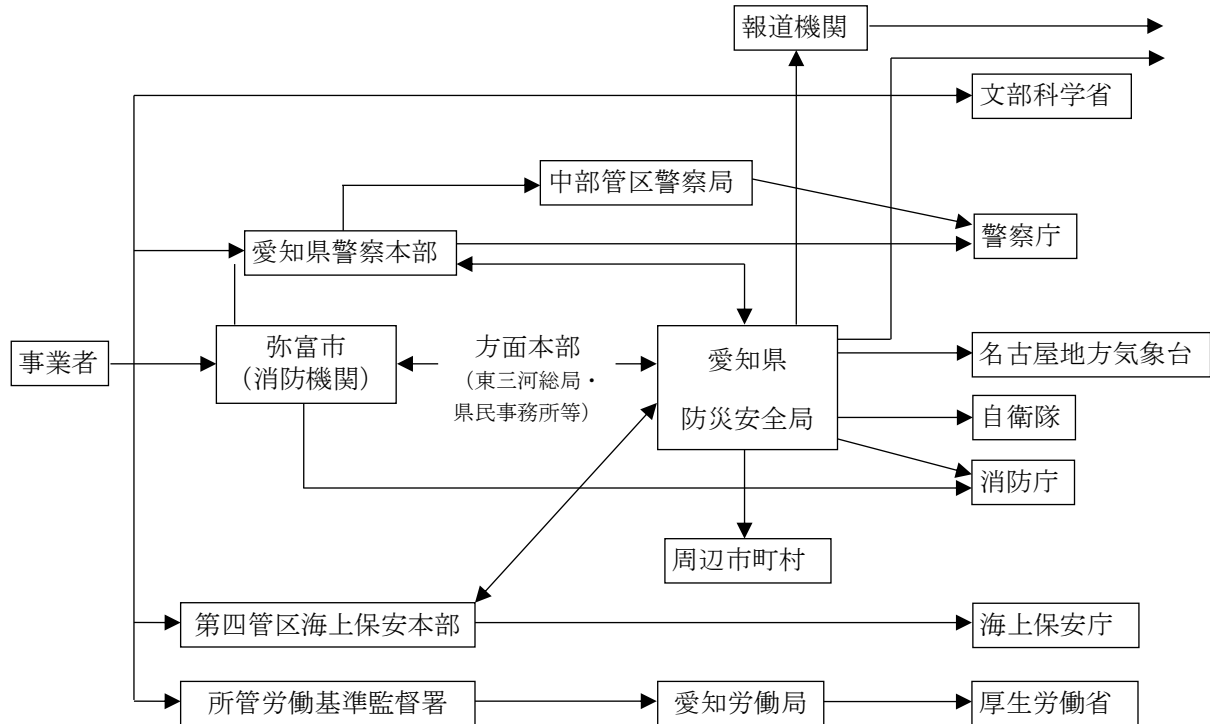 報道機関
文部科学省
中部管区警察局
愛知県警察本部
警察庁
事業者
弥富市
（消防機関）
方面本部
（東三河総局・
県民事務所等）
愛知県
防災安全局
名古屋地方気象台
自衛隊
消防庁
周辺市町村
第四管区海上保安本部
海上保安庁
所管労働基準監督署
愛知労働局
厚生労働省